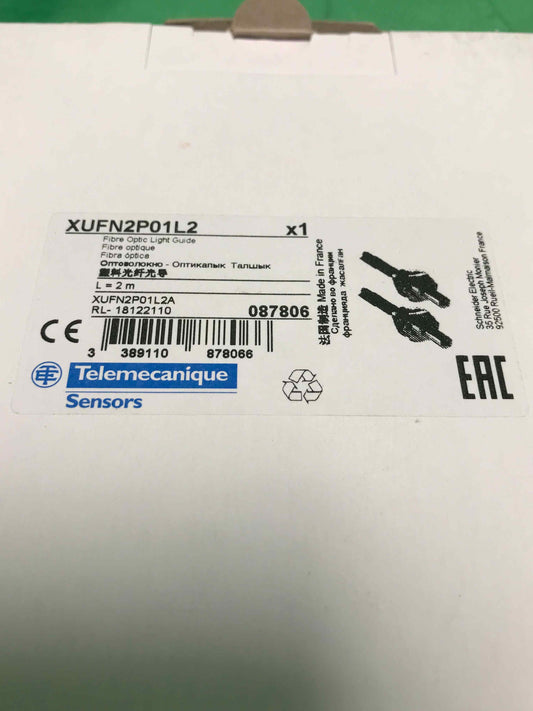 XUFN2P01L2 x1
Fibre Optic Light Guide
Fibre optique
Fibra óptica
Оптоволокно - Оптикалык Талшык
塑料光纤光导
L = 2 m
XUFN2P01L2A
RL- 18122110 087806
3 389110 878066
CE
Telemecanique
Sensors
法国制造 Made in France
Сделано во франции
францияда жасалған
Schneider Electric
35 Rue Joseph Monier
92500 Rueil-Malmaison France
EAC